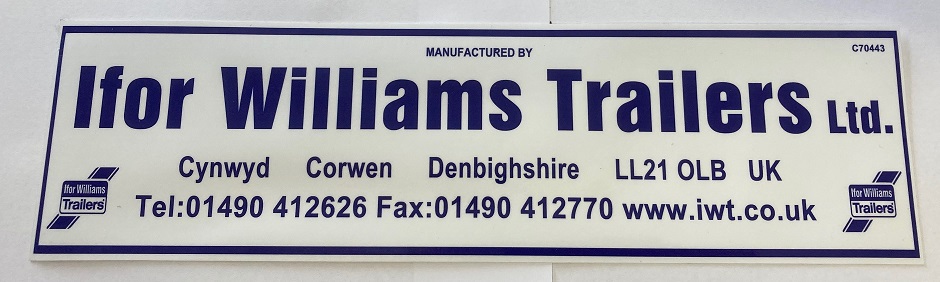 MANUFACTURED BY
C70443
Ifor Williams Trailers Ltd.
Cynwyd Corwen Denbighshire LL21 OLB UK
Tel:01490 412626 Fax:01490 412770 www.iwt.co.uk
Ifor Williams
Trailers®
Ifor Williams
Trailers®